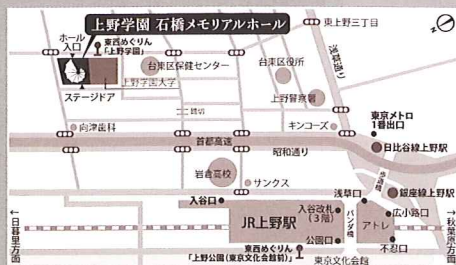 上野学園 石橋メモリアルホール
東上野三丁目
浅草通り
ホール
入口
東西めぐりん
「上野学園」
台東区保健センター
台東区役所
上野学園大学
ステージドア
上野警察署
東京メトロ
1番出口
向津歯科
首都高速
キンコーズ
昭和通り
日比谷線上野駅
歩道橋
岩倉高校
サンクス
浅草口
銀座線上野駅
入谷口
入谷改札
(3階)
広小路口
JR上野駅
パンダ橋
アトレ
公園口
不忍口
東西めぐりん
「上野公園(東京文化会館前)」
東京文化会館
←日暮里方面
秋葉原方面→